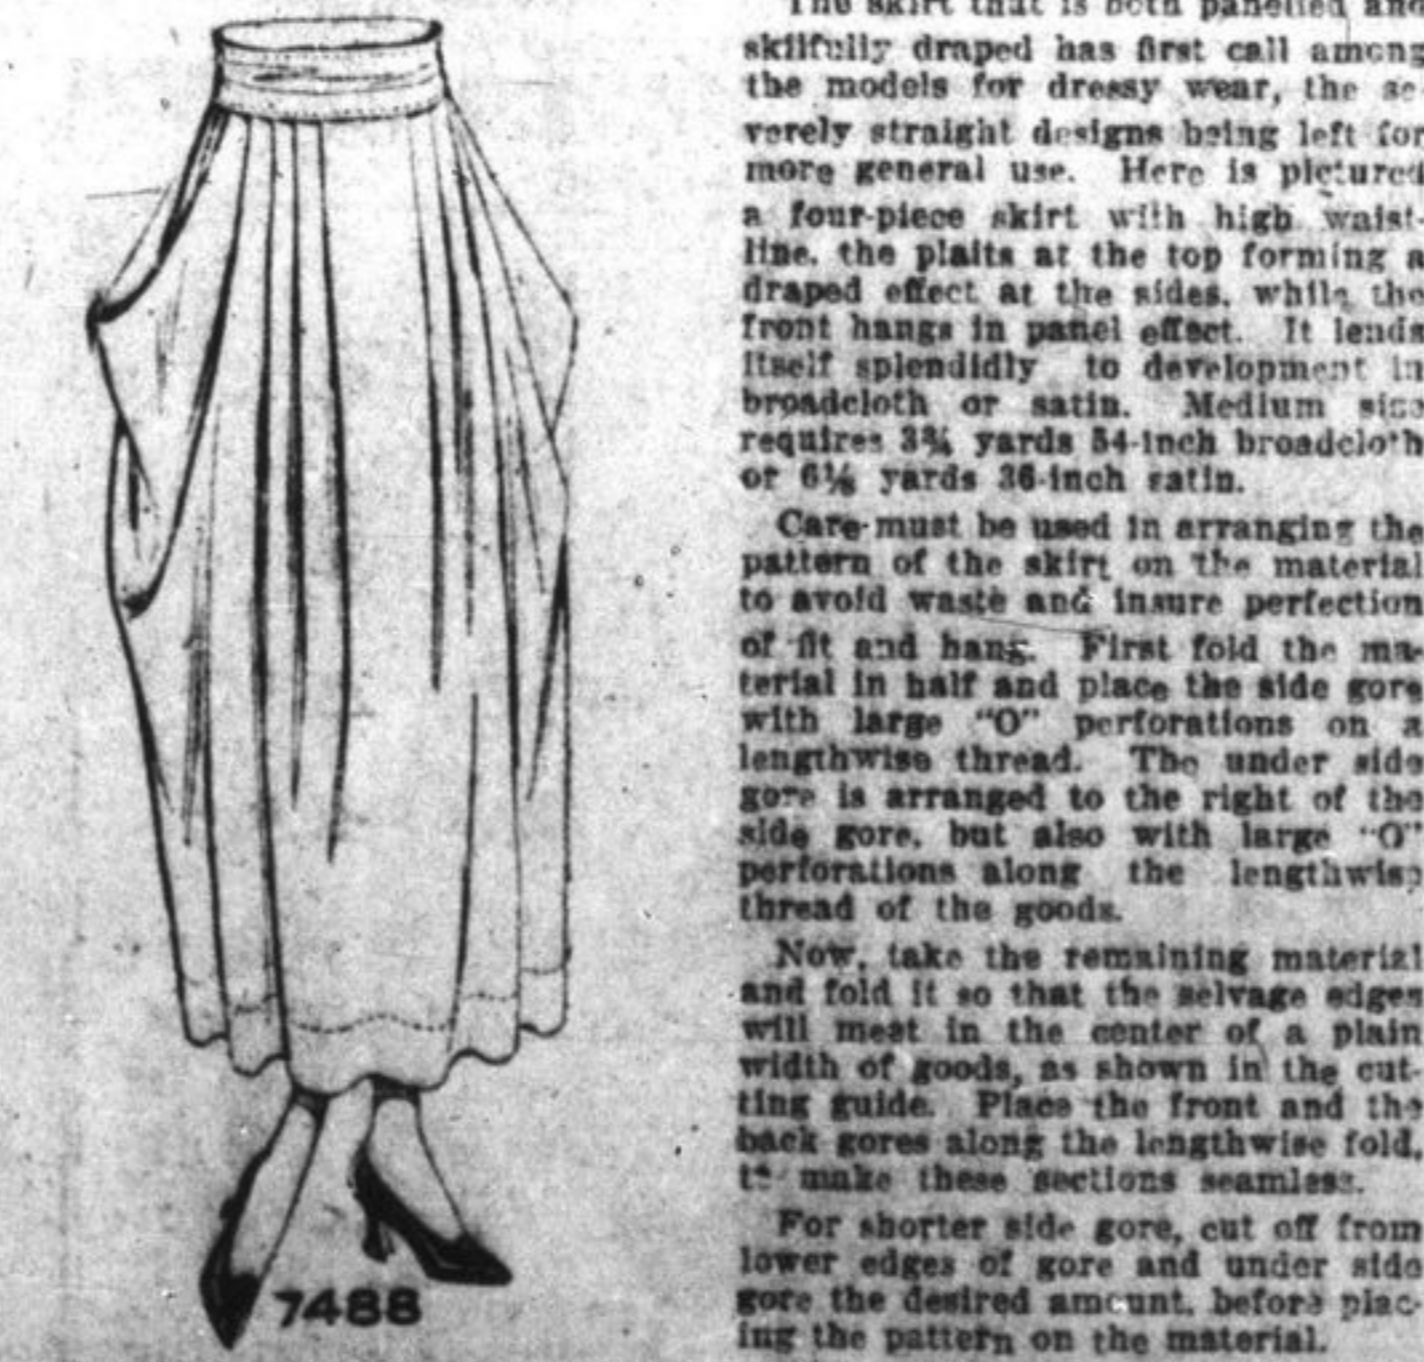 The skirt that is both panelled and
skilfully draped has first call among
the models for dressy wear, the se-
verely straight designs being left for
more general use. Here is pictured
a four-piece skirt with high waist-
line, the plaits at the top forming a
draped effect at the sides, while the
front hangs in panel effect. It lends
itself splendidly to development in
broadcloth or satin. Medium size
requires 3¾ yards 54-inch broadcloth
or 6⅛ yards 36-inch satin.
Care must be used in arranging the
pattern of the skirt on the material
to avoid waste and insure perfection
of fit and hang. First fold the ma-
terial in half and place the side gore
with large "O" perforations on a
lengthwise thread. The under side
gore is arranged to the right of the
side gore, but also with large "O"
perforations along the lengthwise
thread of the goods.
Now, take the remaining material
and fold it so that the selvage edges
will meet in the center of a plain
width of goods, as shown in the cut-
ting guide. Place the front and the
back gores along the lengthwise fold,
to make these sections seamless.
For shorter side gore, cut off from
lower edges of gore and under side
gore the desired amount, before plac-
ing the pattern on the material.
7488